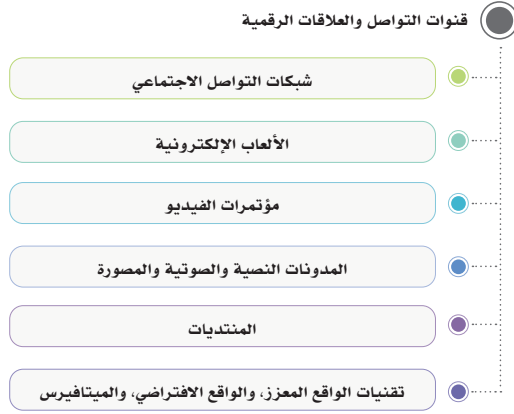 قنوات التواصل والعلاقات الرقمية
شبكات التواصل الاجتماعي
الألعاب الإلكترونية
مؤتمرات الفيديو
المدونات النصية والصوتية والمصورة
المنتديات
تقنيات الواقع المعزز، والواقع الافتراضي، والميتافيرس